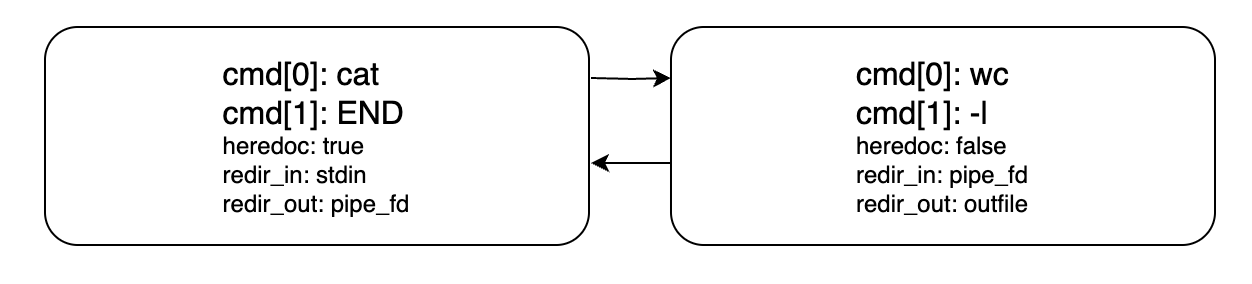 cmd[0]: cat
cmd[1]: END
heredoc: true
redir_in: stdin
redir_out: pipe_fd
cmd[0]: wc
cmd[1]: -l
heredoc: false
redir_in: pipe_fd
redir_out: outfile